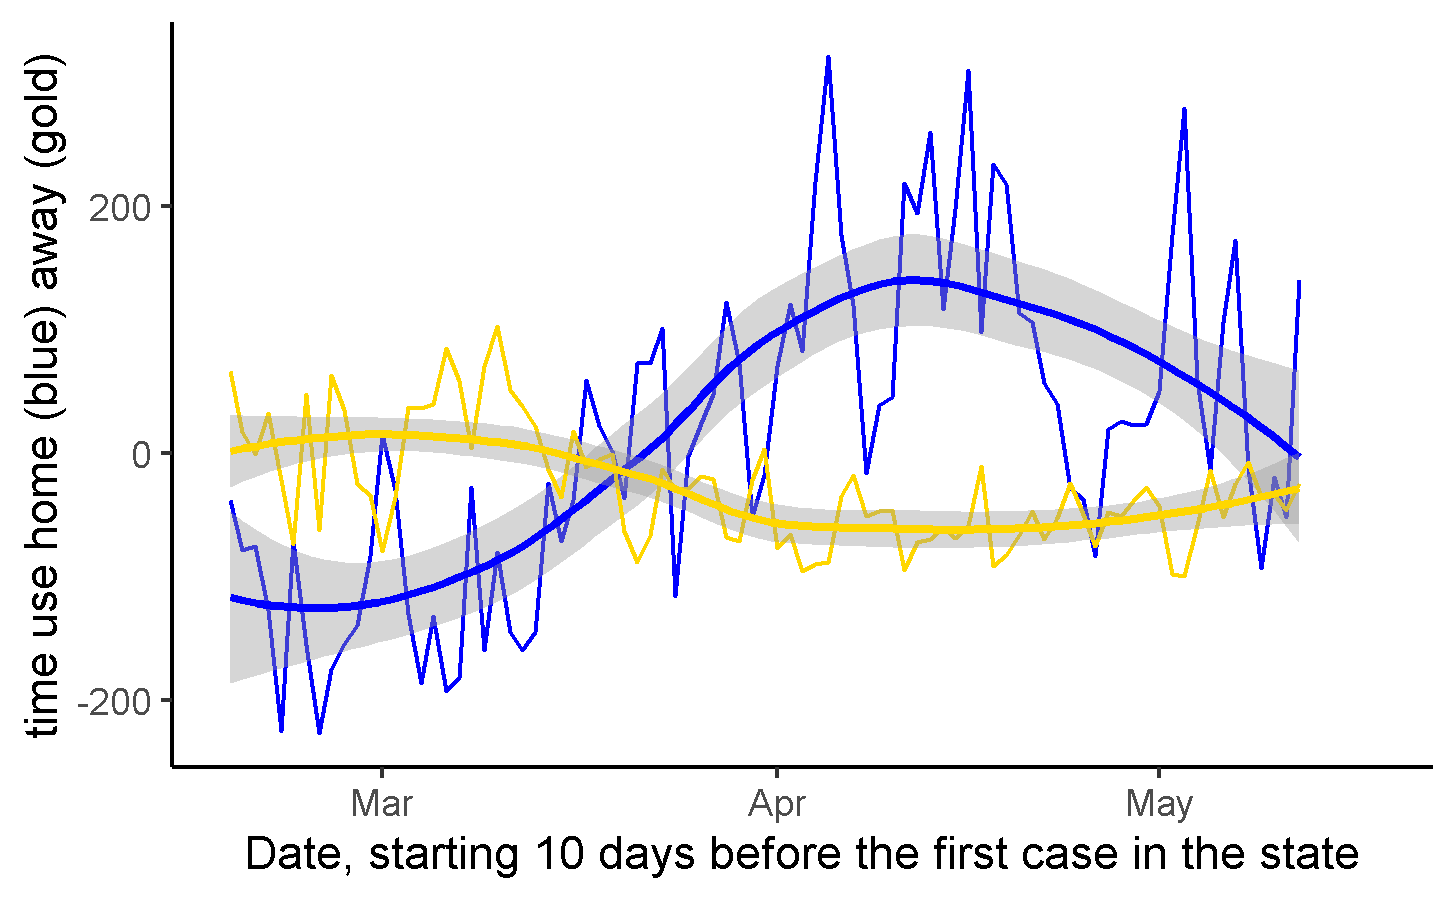 time use home (blue) away (gold)
200
0
-200
Mar
Apr
May
Date, starting 10 days before the first case in the state